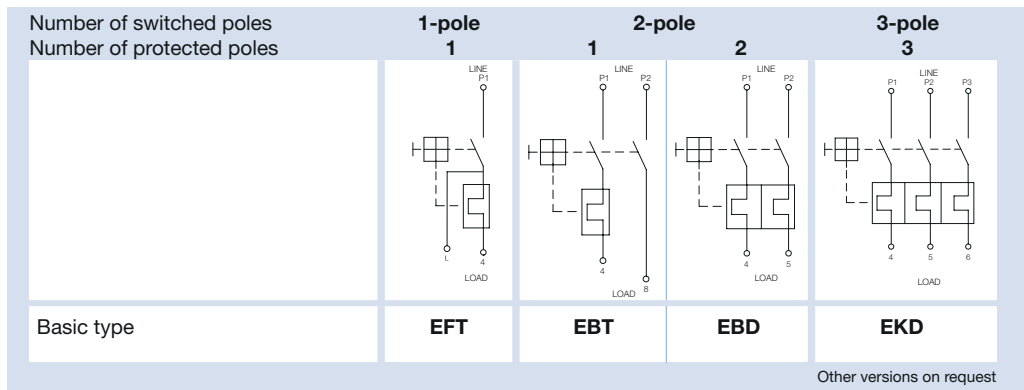 Number of switched poles 1-pole 2-pole 3-pole
Number of protected poles 1 1 2 3
LINE LINE LINE LINE
P1 P1 P2 P1 P2 P1 P2 P3
L 4 4 8 4 5 4 5 6
LOAD LOAD LOAD LOAD
Basic type EFT EBT EBD EKD
Other versions on request